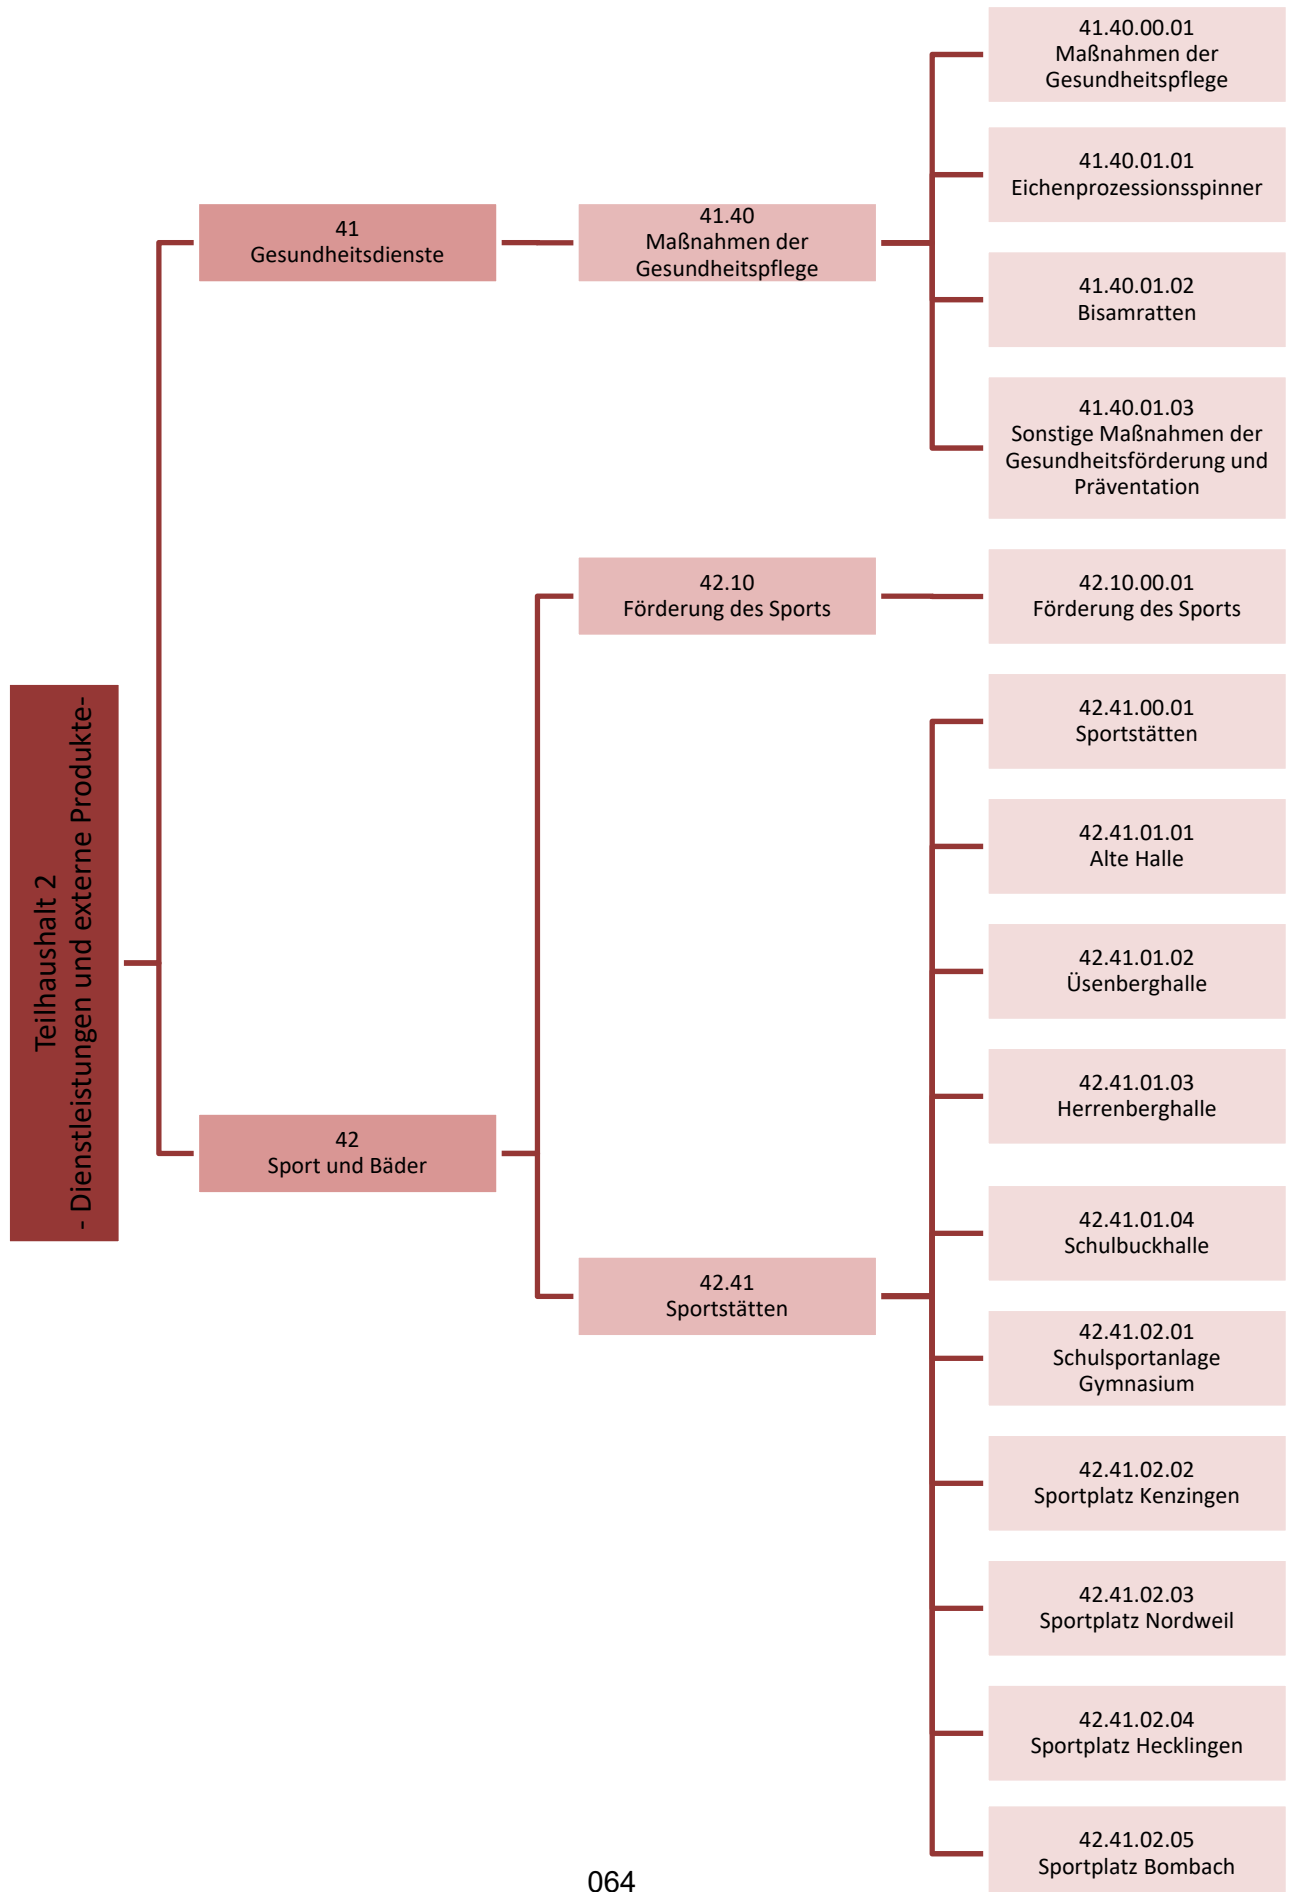 Teilhaushalt 2
- Dienstleistungen und externe Produkte-
41
Gesundheitsdienste
41.40
Maßnahmen der
Gesundheitspflege
41.40.00.01
Maßnahmen der
Gesundheitspflege
41.40.01.01
Eichenprozessionsspinner
41.40.01.02
Bisamratten
41.40.01.03
Sonstige Maßnahmen der
Gesundheitsförderung und
Präventation
42
Sport und Bäder
42.10
Förderung des Sports
42.10.00.01
Förderung des Sports
42.41
Sportstätten
42.41.00.01
Sportstätten
42.41.01.01
Alte Halle
42.41.01.02
Üsenberghalle
42.41.01.03
Herrenberghalle
42.41.01.04
Schulbuckhalle
42.41.02.01
Schulsportanlage
Gymnasium
42.41.02.02
Sportplatz Kenzingen
42.41.02.03
Sportplatz Nordweil
42.41.02.04
Sportplatz Hecklingen
42.41.02.05
Sportplatz Bombach
064